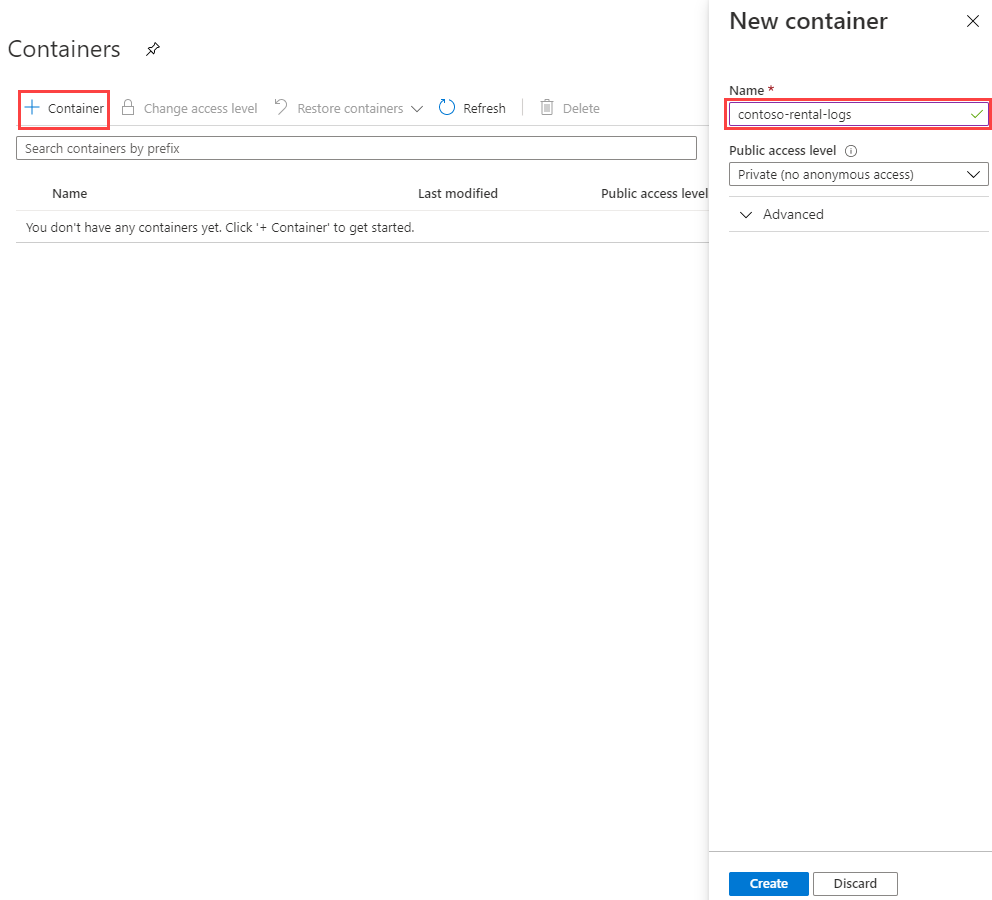 Containers
+ Container Change access level Restore containers Refresh Delete
Search containers by prefix
Name Last modified Public access level
You don't have any containers yet. Click '+ Container' to get started.
New container
Name *
contoso-rental-logs
Public access level
Private (no anonymous access)
Advanced
Create Discard